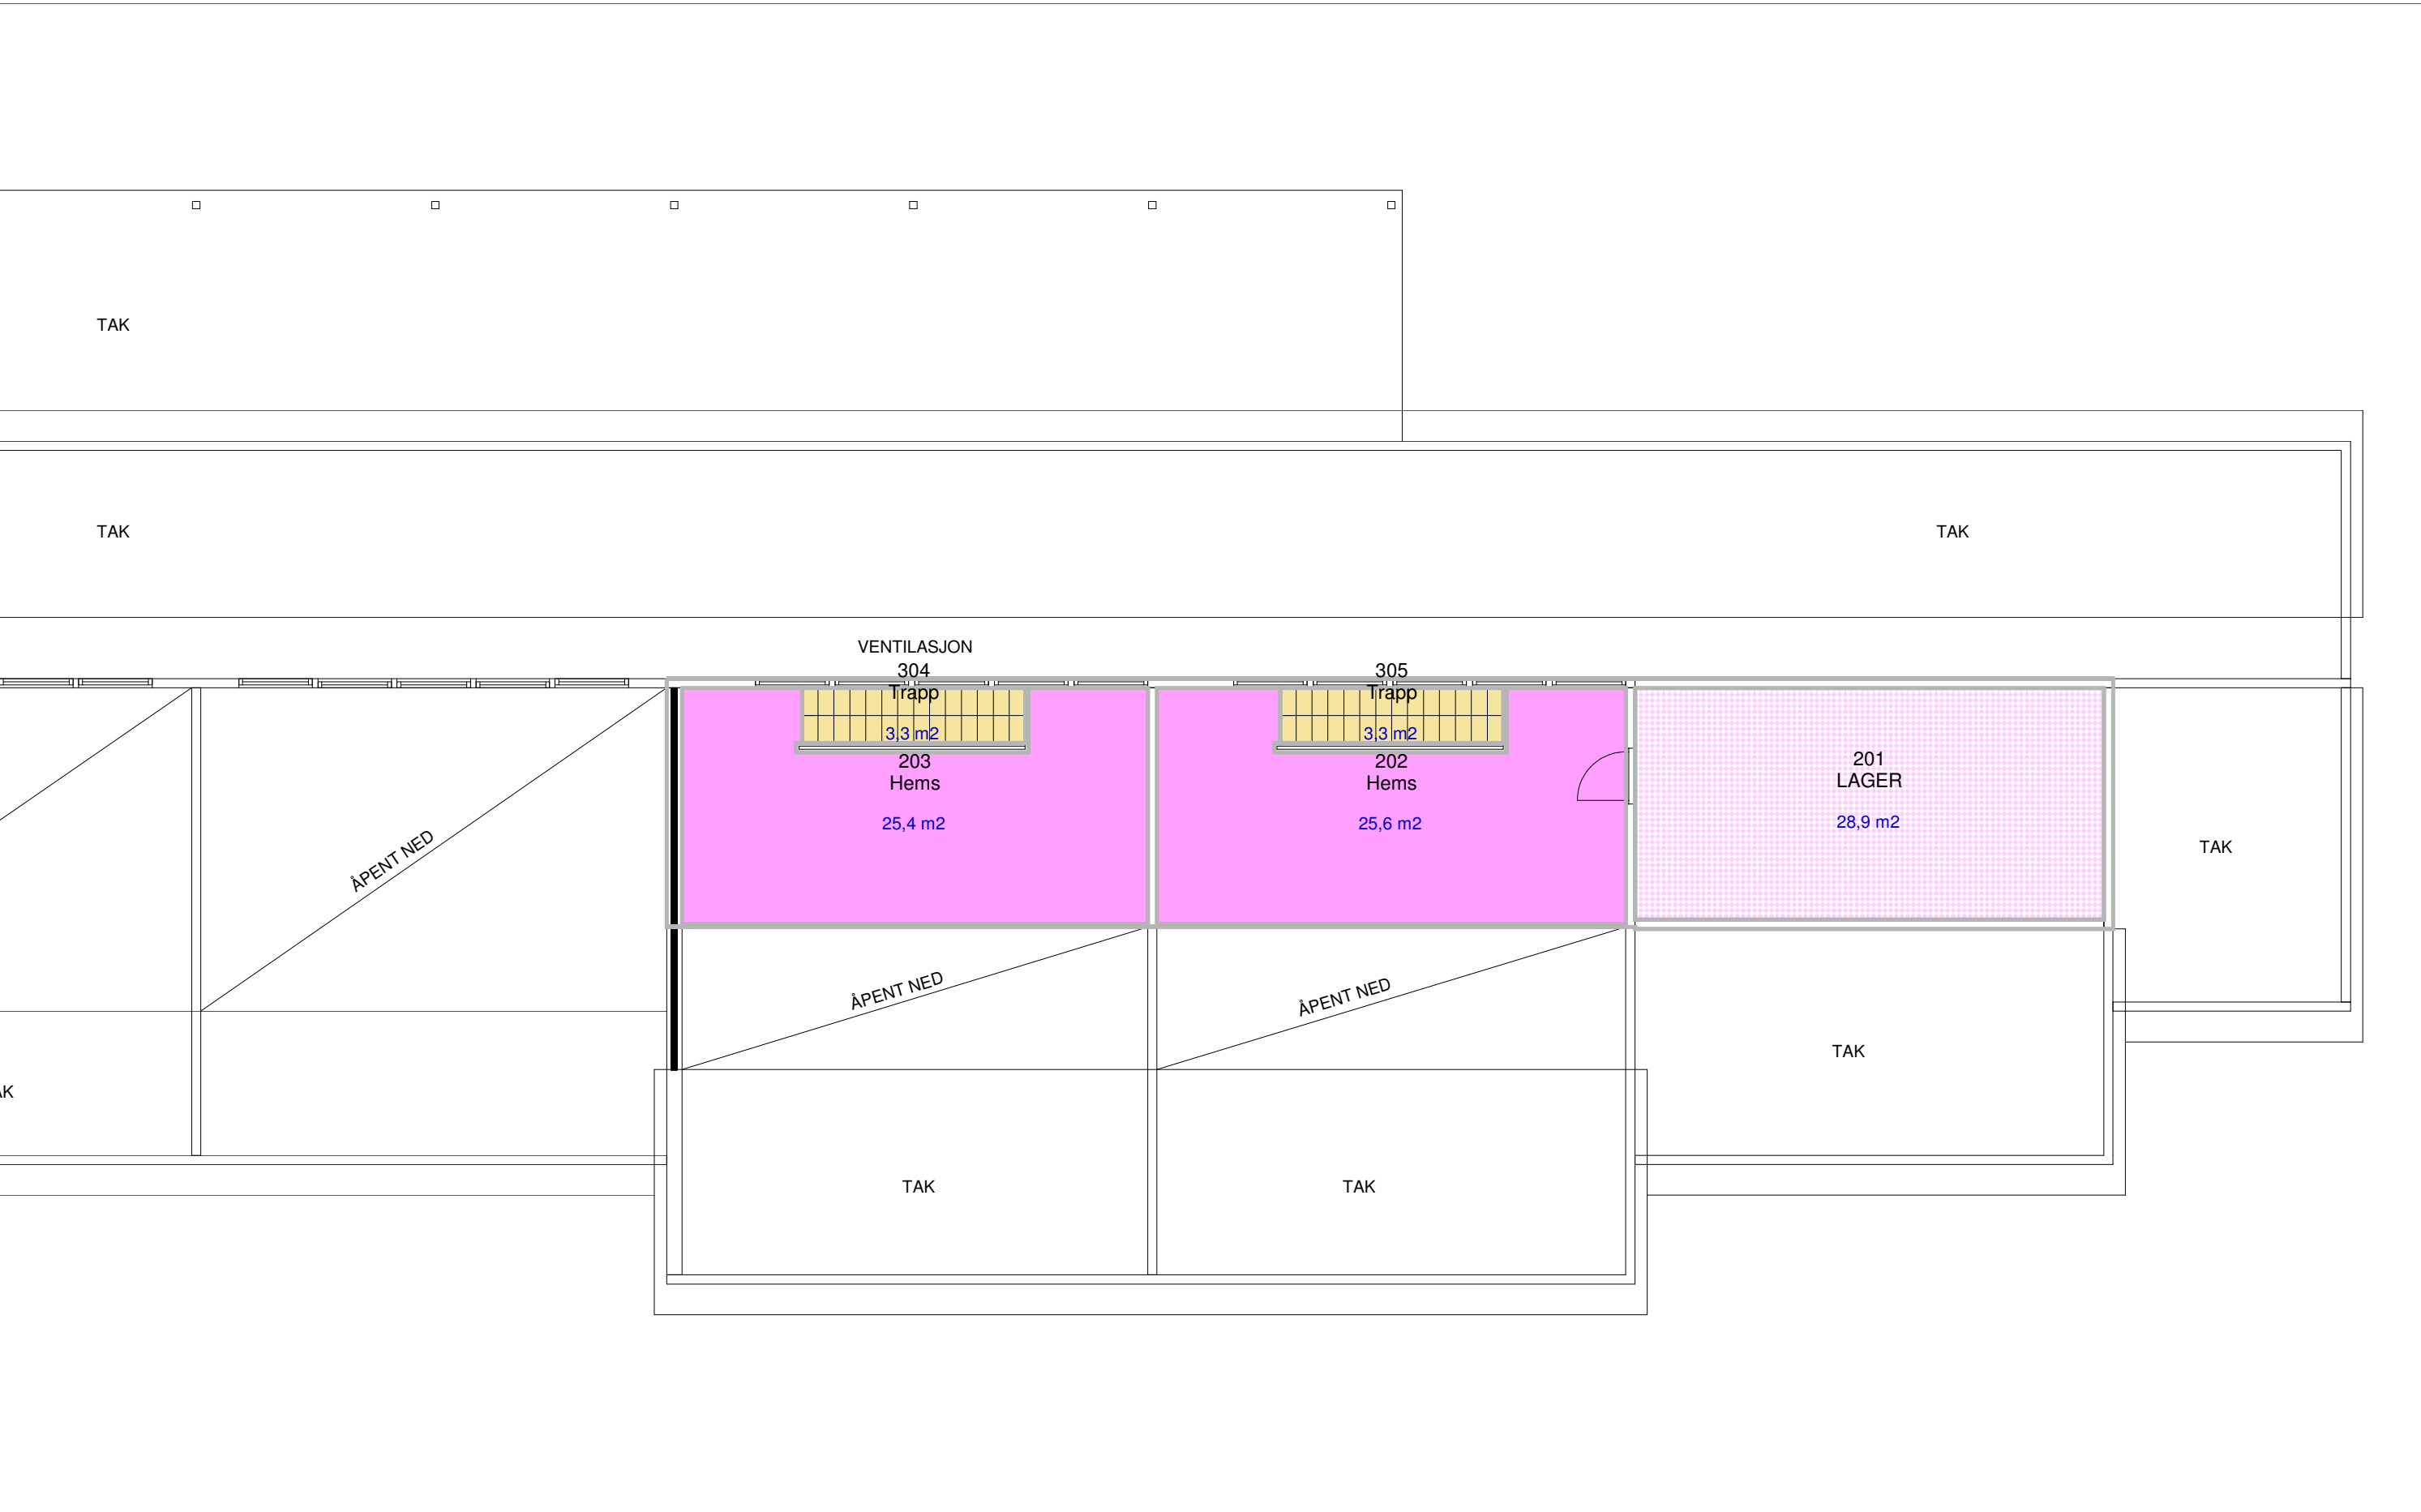 TAK
TAK
TAK
VENTILASJON
304
Trapp
3,3 m2
305
Trapp
3,3 m2
203
Hems
25,4 m2
202
Hems
25,6 m2
201
LAGER
28,9 m2
TAK
ÅPENT NED
ÅPENT NED
ÅPENT NED
TAK
AK
TAK
TAK